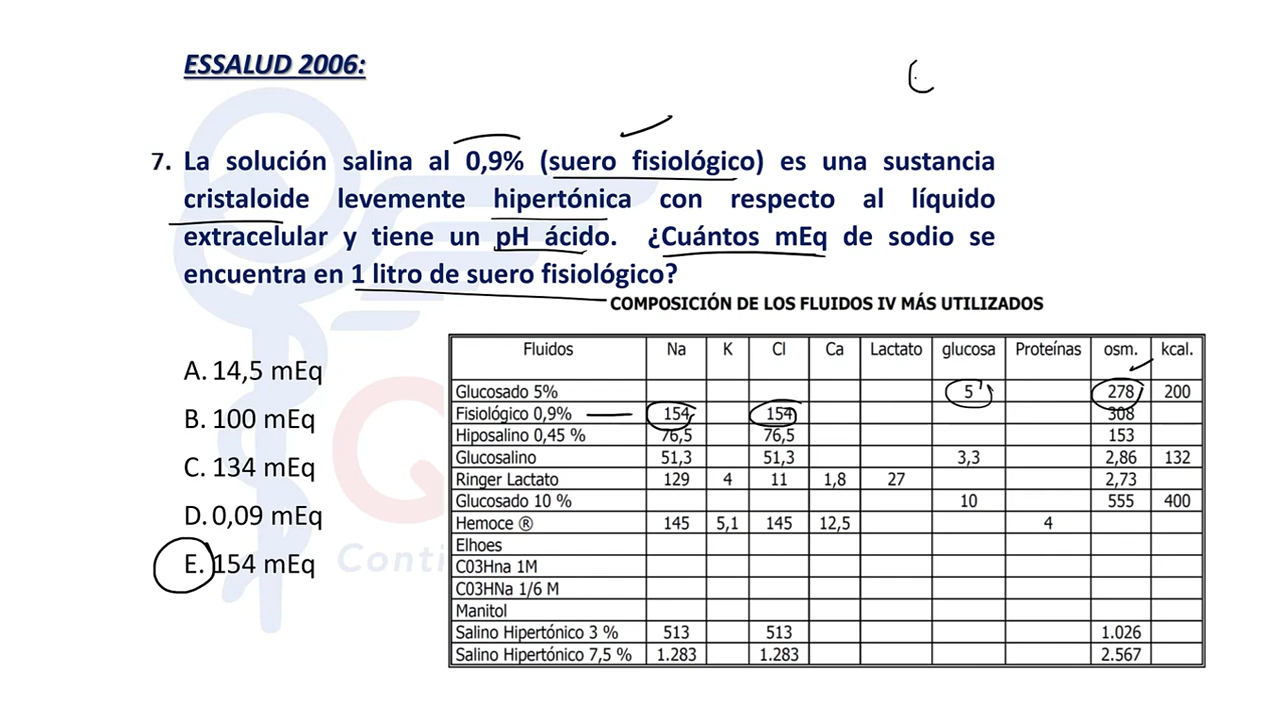 ESSALUD 2006:
7. La solución salina al 0,9% (suero fisiológico) es una sustancia
cristaloide levemente hipertónica con respecto al líquido
extracelular y tiene un pH ácido. ¿Cuántos mEq de sodio se
encuentra en 1 litro de suero fisiológico?
COMPOSICIÓN DE LOS FLUIDOS IV MÁS UTILIZADOS
A. 14,5 mEq
B. 100 mEq
C. 134 mEq
D. 0,09 mEq
E. 154 mEq
Conti
Fluidos Na K Cl Ca Lactato glucosa Proteínas osm. kcal.
Glucosado 5% 5 278 200
Fisiológico 0,9% 154 154 308
Hiposalino 0,45 % 76,5 76,5 153
Glucosalino 51,3 51,3 3,3 2,86 132
Ringer Lactato 129 4 11 1,8 27 2,73
Glucosado 10 % 10 555 400
Hemoce ® 145 5,1 145 12,5 4
Elhoes
C03Hna 1M
C03HNa 1/6 M
Manitol
Salino Hipertónico 3 % 513 513 1.026
Salino Hipertónico 7,5 % 1.283 1.283 2.567